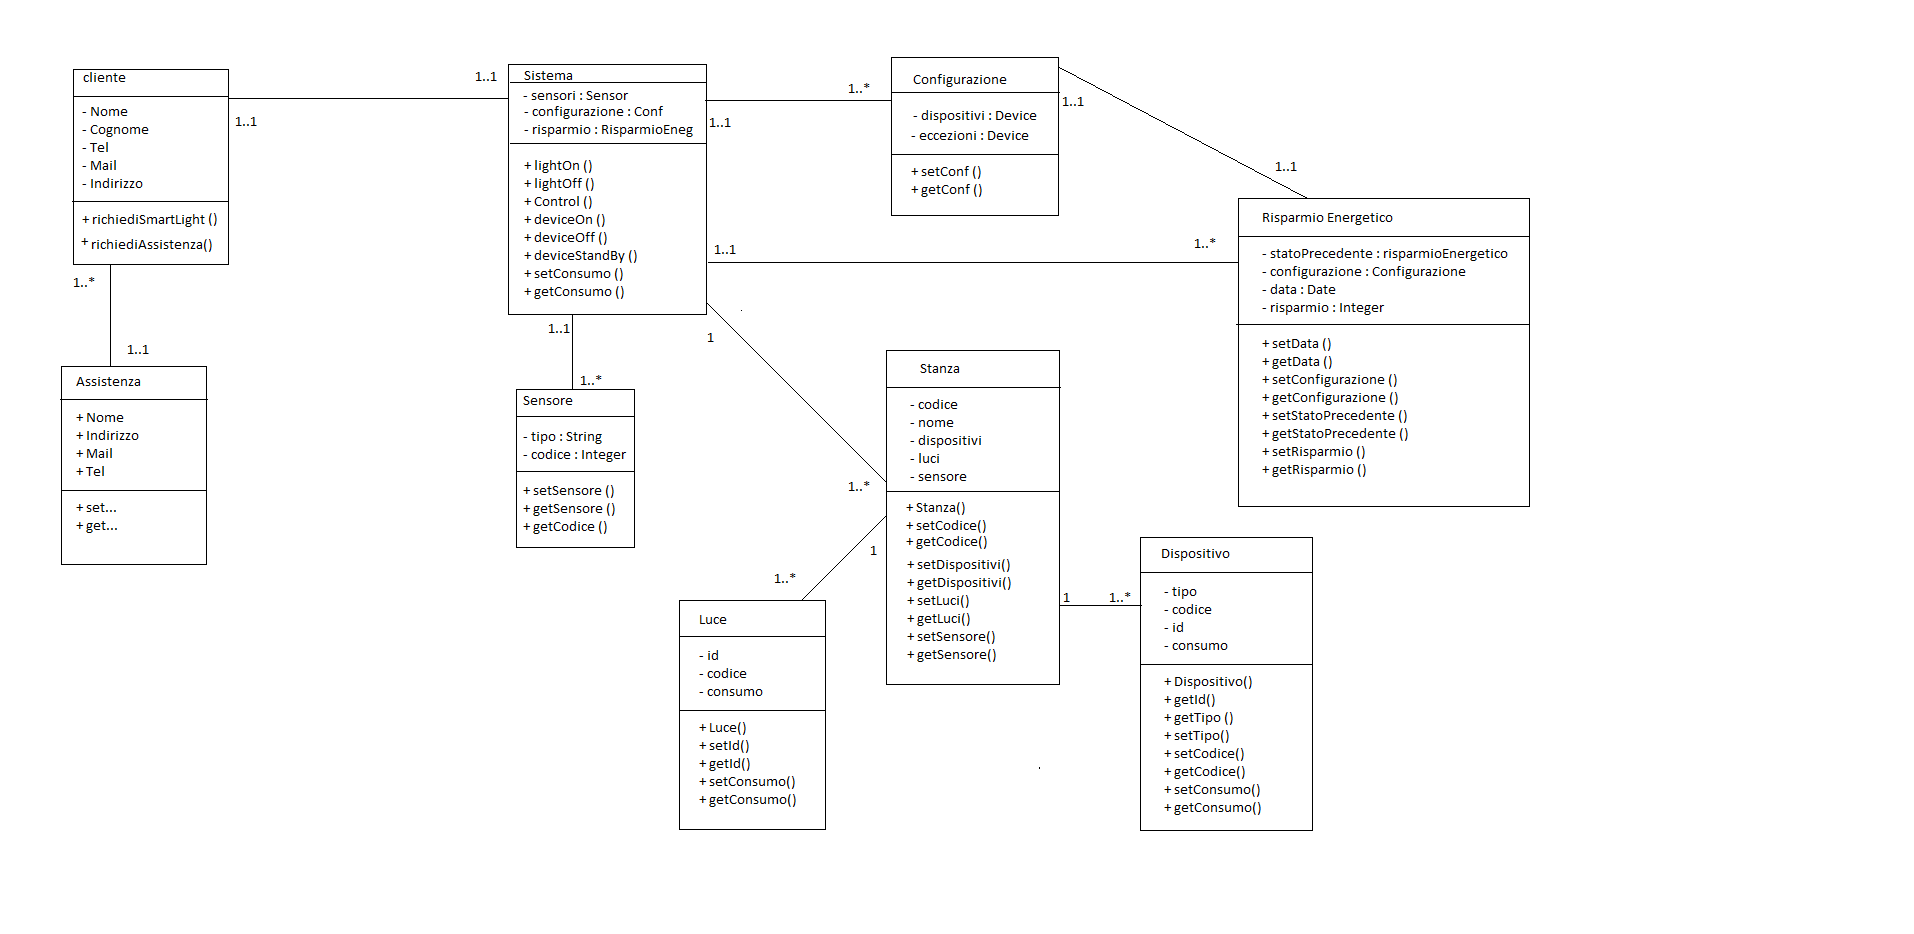 cliente
- Nome
- Cognome
- Tel
- Mail
- Indirizzo
+ richiediSmartLight ()
+ richiediAssistenza()
1..1
1..1
1..*
1..1
Assistenza
+ Nome
+ Indirizzo
+ Mail
+ Tel
+ set...
+ get...
Sistema
- sensori : Sensor
- configurazione : Conf
- risparmio : RisparmioEneg
+ lightOn ()
+ lightOff ()
+ Control ()
+ deviceOn ()
+ deviceOff ()
+ deviceStandBy ()
+ setConsumo ()
+ getConsumo ()
1..1
1..*
1..1
1..*
1..1
1..*
1
1..*
Sensore
- tipo : String
- codice : Integer
+ setSensore ()
+ getSensore ()
+ getCodice ()
Configurazione
- dispositivi : Device
- eccezioni : Device
+ setConf ()
+ getConf ()
1..1
1..1
Risparmio Energetico
- statoPrecedente : risparmioEnergetico
- configurazione : Configurazione
- data : Date
- risparmio : Integer
+ setData ()
+ getData ()
+ setConfigurazione ()
+ getConfigurazione ()
+ setStatoPrecedente ()
+ getStatoPrecedente ()
+ setRisparmio ()
+ getRisparmio ()
Stanza
- codice
- nome
- dispositivi
- luci
- sensore
+ Stanza()
+ setCodice()
+ getCodice()
+ setDispositivi()
+ getDispositivi()
+ setLuci()
+ getLuci()
+ setSensore()
+ getSensore()
1
1..*
1
1..*
Luce
- id
- codice
- consumo
+ Luce()
+ setId()
+ getId()
+ setConsumo()
+ getConsumo()
Dispositivo
- tipo
- codice
- id
- consumo
+ Dispositivo()
+ getId()
+ getTipo ()
+ setTipo()
+ setCodice()
+ getCodice()
+ setConsumo()
+ getConsumo()